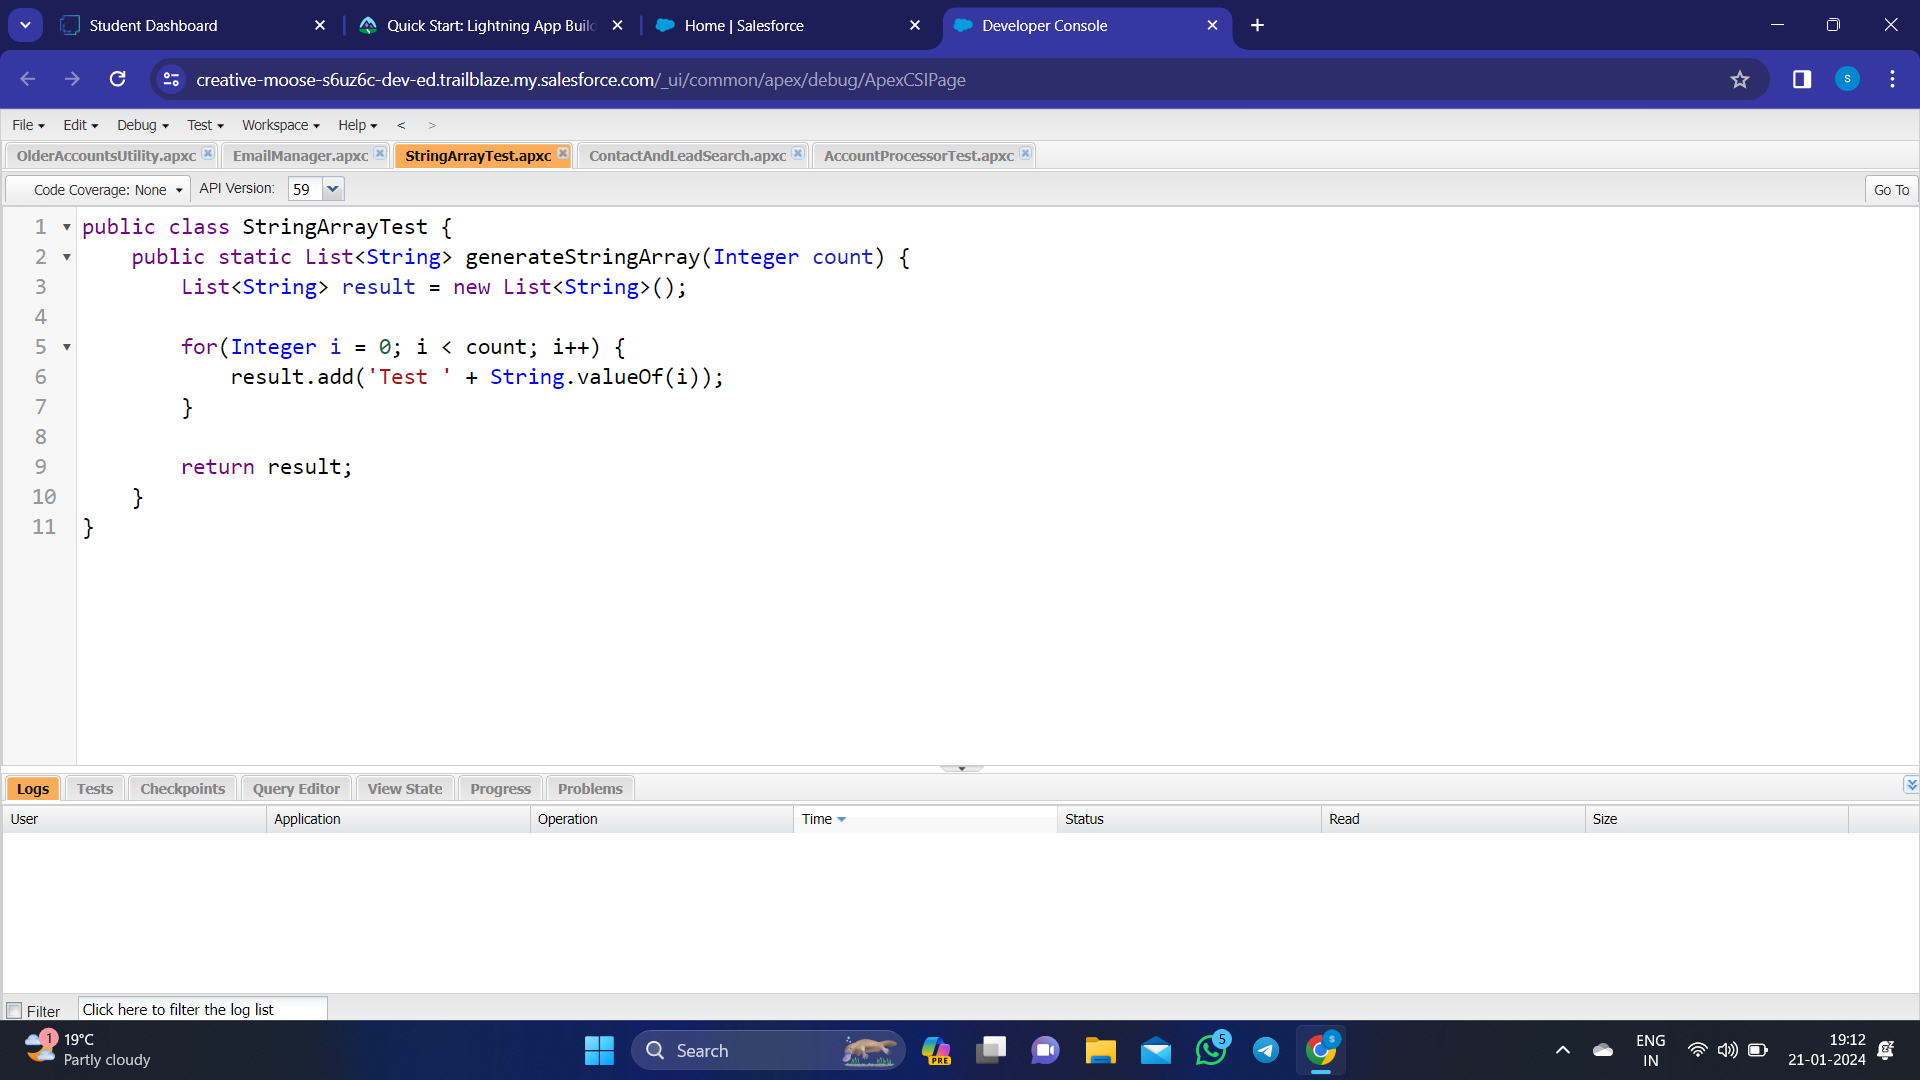 Student Dashboard
Quick Start: Lightning App Buil
Home | Salesforce
Developer Console
creative-moose-s6uz6c-dev-ed.trailblaze.my.salesforce.com/_ui/common/apex/debug/ApexCSIPage
S
File Edit Debug Test Workspace Help < >
OlderAccountsUtility.apxc EmailManager.apxc StringArrayTest.apxc ContactAndLeadSearch.apxc AccountProcessorTest.apxc
Code Coverage: None API Version: 59 Go To
1 public class StringArrayTest {
2 public static List<String> generateStringArray(Integer count) {
3 List<String> result = new List<String>();
4
5 for(Integer i = 0; i < count; i++) {
6 result.add('Test ' + String.valueOf(i));
7 }
8
9 return result;
10 }
11 }
Logs Tests Checkpoints Query Editor View State Progress Problems
User Application Operation Time Status Read Size
Filter Click here to filter the log list
1 19°C
Partly cloudy
Search
PRE
5
S
ENG
IN
19:12
21-01-2024